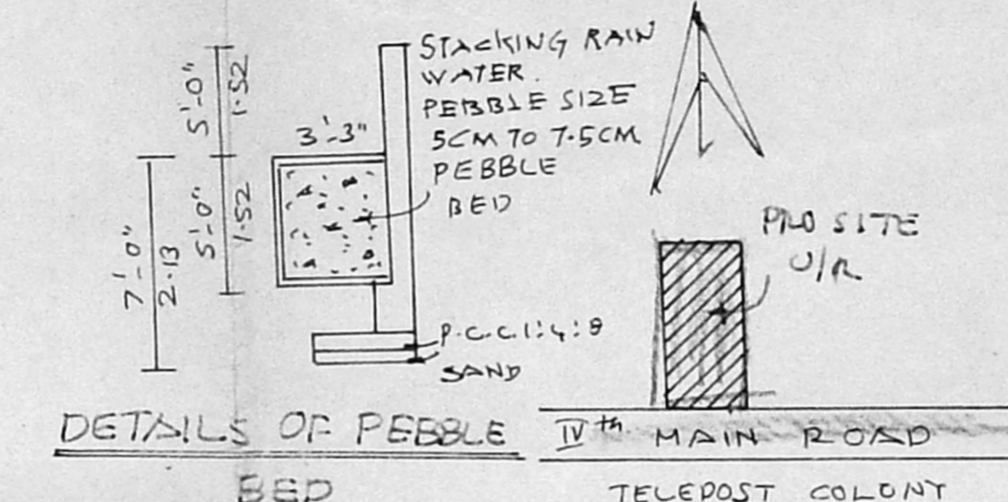 STACKING RAIN
WATER.
PEBBLE SIZE
5CM TO 7.5CM
PEBBLE
BED
5'-0"
1.52
3'-3"
5'-0"
1.52
7'-0"
2.13
P.C.C.1:4:8
SAND
DETAILS OF PEBBLE
BED
SITE
U/R
IVth MAIN ROAD
TELEPOST COLONY